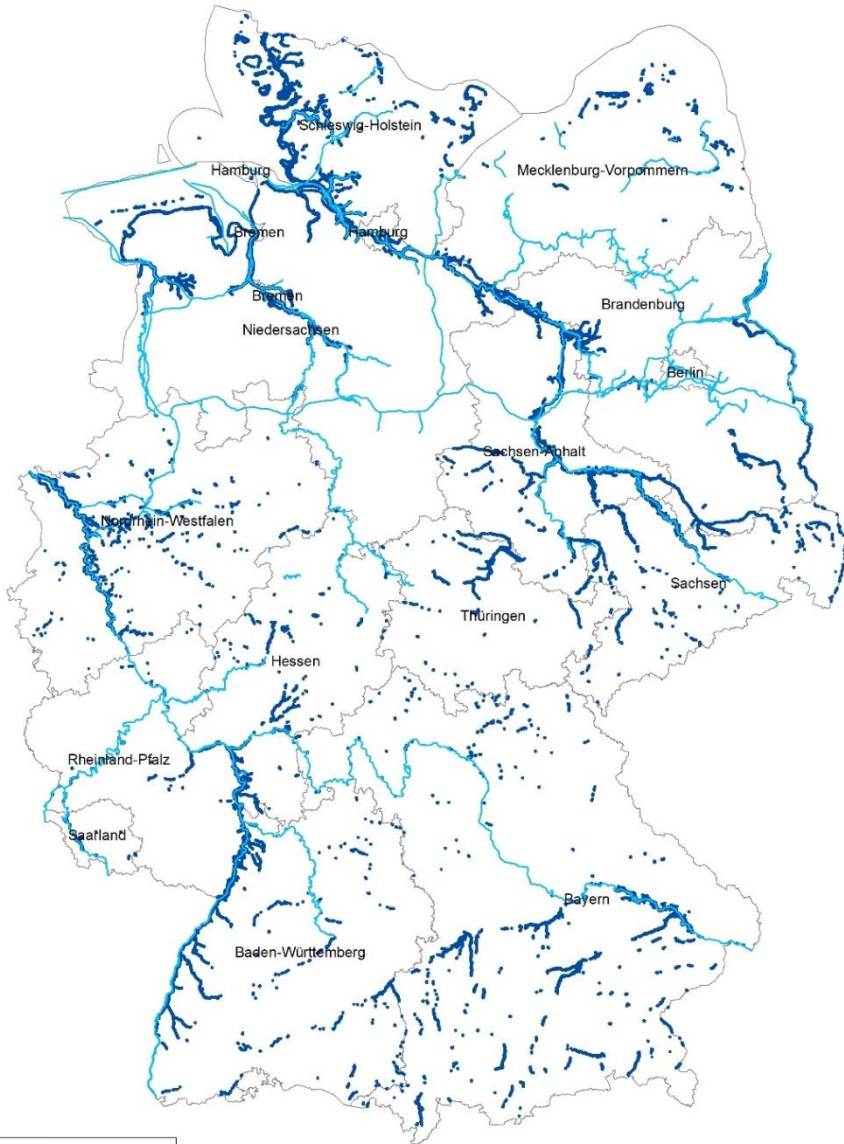 Schleswig-Holstein
Hamburg
Mecklenburg-Vorpommern
Bremen
Hamburg
Bremen
Brandenburg
Niedersachsen
Berlin
Sachsen-Anhalt
Nordrhein-Westfalen
Sachsen
Thüringen
Hessen
Rheinland-Pfalz
Saarland
Bayern
Baden-Württemberg